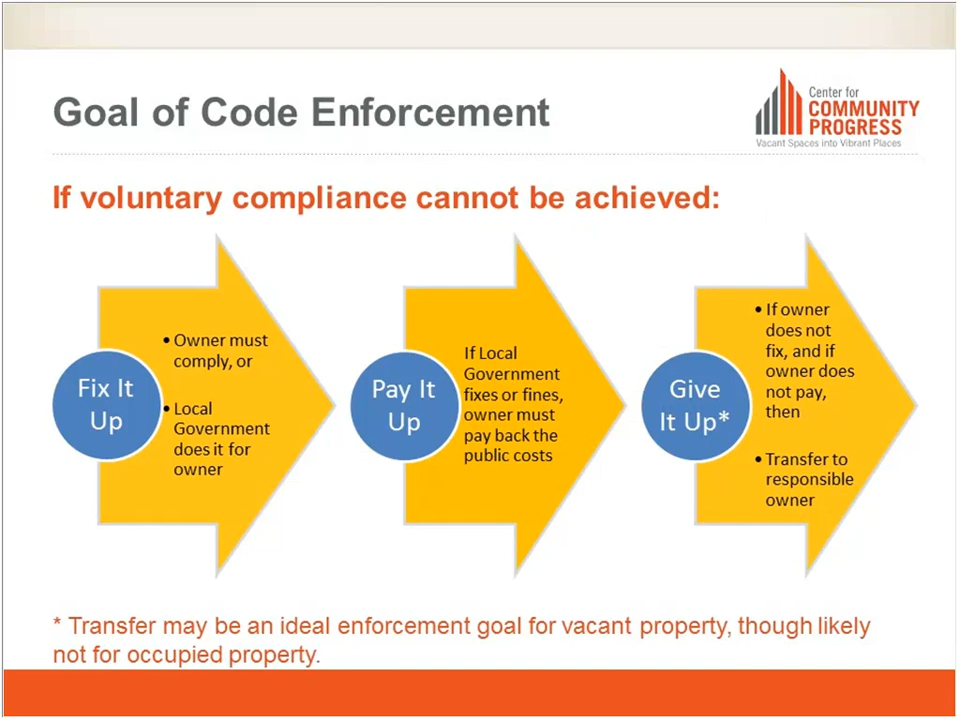 Goal of Code Enforcement
Center for
COMMUNITY
PROGRESS
Vacant Spaces into Vibrant Places
If voluntary compliance cannot be achieved:
Fix It
Up
• Owner must
comply, or
• Local
Government
does it for
owner
Pay It
Up
If Local
Government
fixes or fines,
owner must
pay back the
public costs
Give
It Up*
• If owner
does not
fix, and if
owner does
not pay,
then
• Transfer to
responsible
owner
* Transfer may be an ideal enforcement goal for vacant property, though likely
not for occupied property.